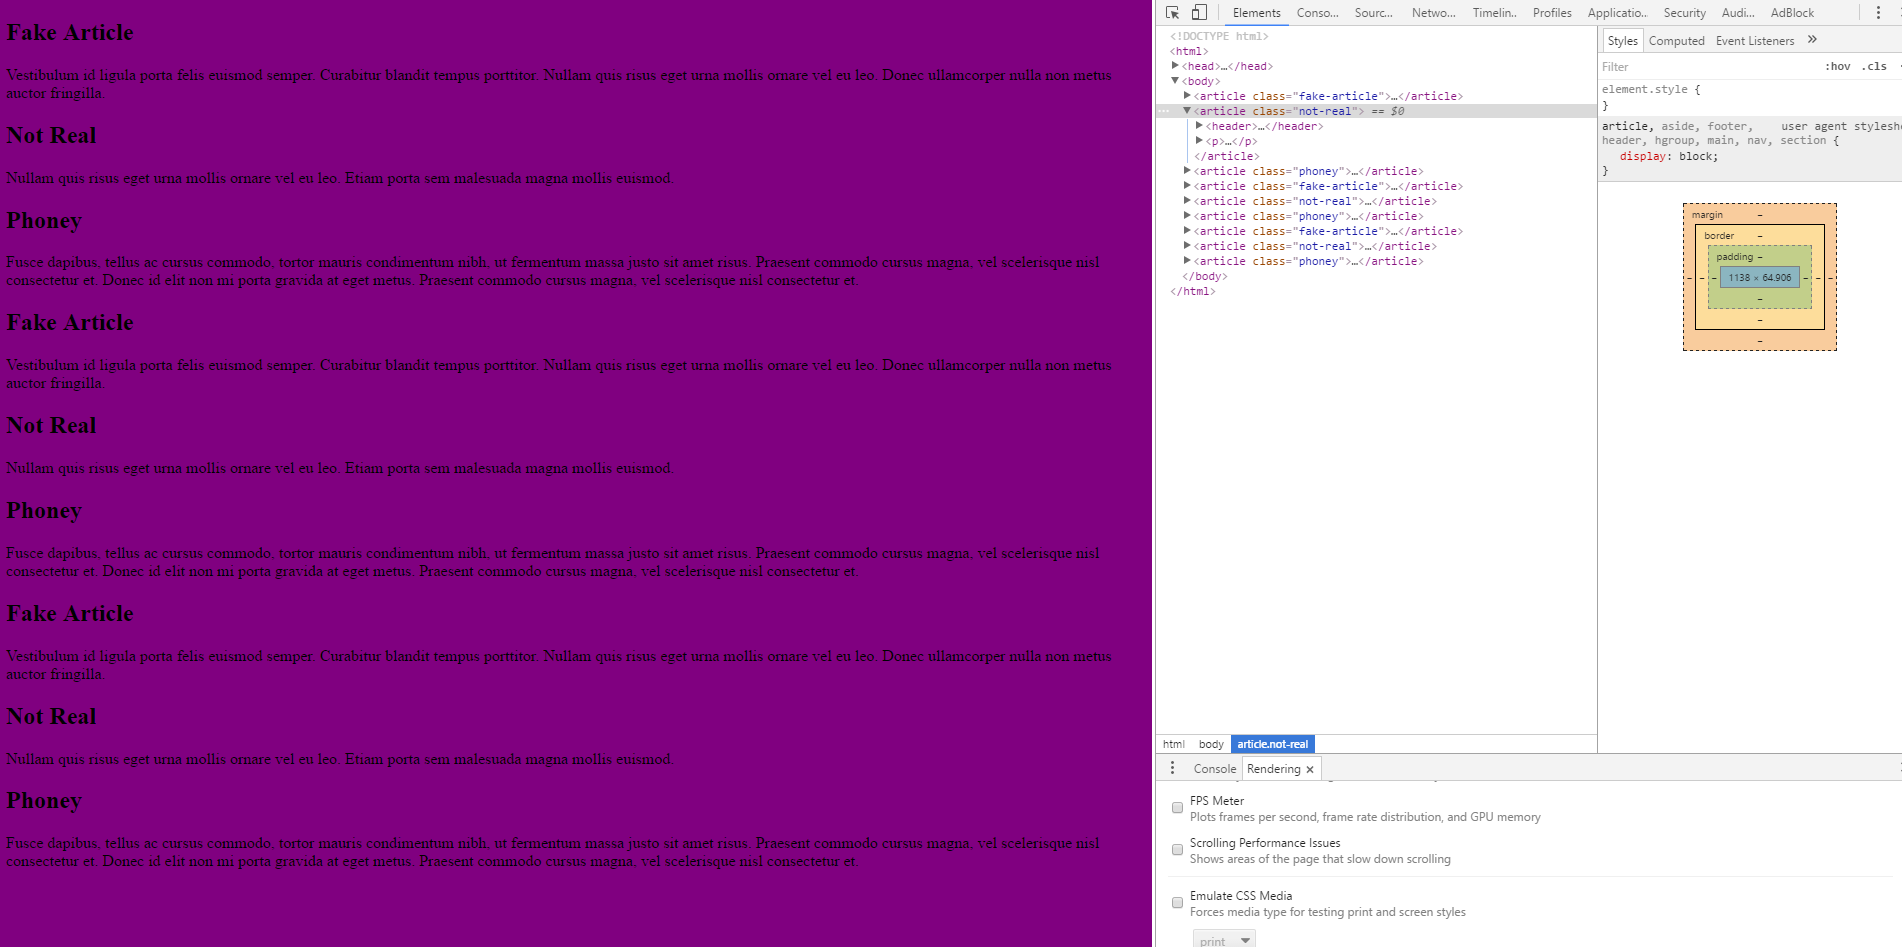 Fake Article
Vestibulum id ligula porta felis euismod semper. Curabitur blandit tempus porttitor. Nullam quis risus eget urna mollis ornare vel eu leo. Donec ullamcorper nulla non metus
auctor fringilla.
Not Real
Nullam quis risus eget urna mollis ornare vel eu leo. Etiam porta sem malesuada magna mollis euismod.
Phoney
Fusce dapibus, tellus ac cursus commodo, tortor mauris condimentum nibh, ut fermentum massa justo sit amet risus. Praesent commodo cursus magna, vel scelerisque nisl
consectetur et. Donec id elit non mi porta gravida at eget metus. Praesent commodo cursus magna, vel scelerisque nisl consectetur et.
Fake Article
Vestibulum id ligula porta felis euismod semper. Curabitur blandit tempus porttitor. Nullam quis risus eget urna mollis ornare vel eu leo. Donec ullamcorper nulla non metus
auctor fringilla.
Not Real
Nullam quis risus eget urna mollis ornare vel eu leo. Etiam porta sem malesuada magna mollis euismod.
Phoney
Fusce dapibus, tellus ac cursus commodo, tortor mauris condimentum nibh, ut fermentum massa justo sit amet risus. Praesent commodo cursus magna, vel scelerisque nisl
consectetur et. Donec id elit non mi porta gravida at eget metus. Praesent commodo cursus magna, vel scelerisque nisl consectetur et.
Fake Article
Vestibulum id ligula porta felis euismod semper. Curabitur blandit tempus porttitor. Nullam quis risus eget urna mollis ornare vel eu leo. Donec ullamcorper nulla non metus
auctor fringilla.
Not Real
Nullam quis risus eget urna mollis ornare vel eu leo. Etiam porta sem malesuada magna mollis euismod.
Phoney
Fusce dapibus, tellus ac cursus commodo, tortor mauris condimentum nibh, ut fermentum massa justo sit amet risus. Praesent commodo cursus magna, vel scelerisque nisl
consectetur et. Donec id elit non mi porta gravida at eget metus. Praesent commodo cursus magna, vel scelerisque nisl consectetur et.
Elements Conso... Sourc... Netwo... Timelin.. Profiles Applicatio.. Security Audi... AdBlock
<!DOCTYPE html>
<html>
<head>…</head>
<body>
<article class="fake-article">…</article>
<article class="not-real"> == $0
<header>…</header>
<p>…</p>
</article>
<article class="phoney">…</article>
<article class="fake-article">…</article>
<article class="not-real">…</article>
<article class="phoney">…</article>
<article class="fake-article">…</article>
<article class="not-real">…</article>
<article class="phoney">…</article>
</body>
</html>
html body article.not-real
Styles Computed Event Listeners »
Filter :hov .cls
element.style {
}
article, aside, footer, user agent stylesh
header, hgroup, main, nav, section {
display: block;
}
margin –
border –
padding –
– – – 1138 × 64.906 – – –
–
–
–
Console Rendering ×
FPS Meter
Plots frames per second, frame rate distribution, and GPU memory
Scrolling Performance Issues
Shows areas of the page that slow down scrolling
Emulate CSS Media
Forces media type for testing print and screen styles
print